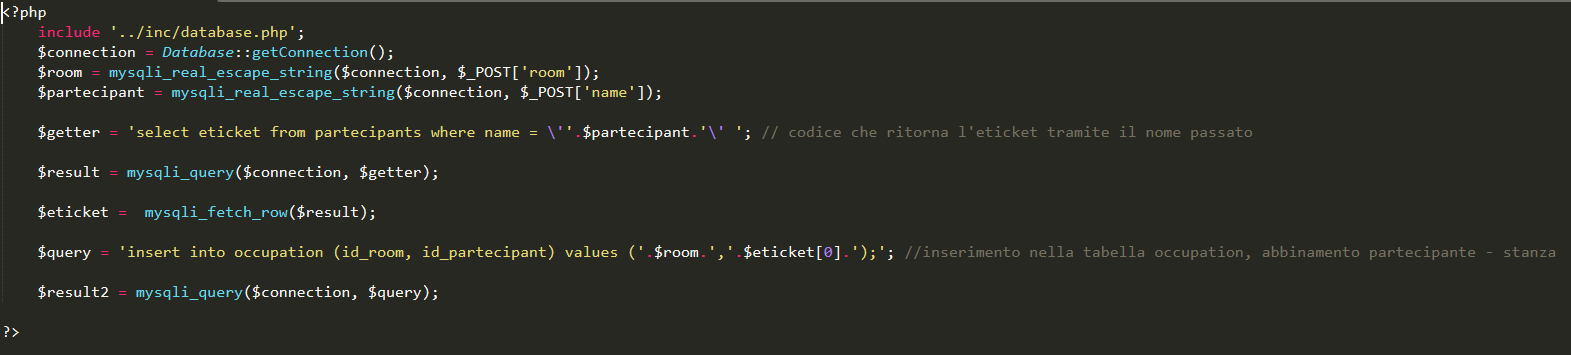 <?php
include '../inc/database.php';
$connection = Database::getConnection();
$room = mysqli_real_escape_string($connection, $_POST['room']);
$partecipant = mysqli_real_escape_string($connection, $_POST['name']);
$getter = 'select eticket from partecipants where name = \''.$partecipant.'\' '; // codice che ritorna l'eticket tramite il nome passato
$result = mysqli_query($connection, $getter);
$eticket =  mysqli_fetch_row($result);
$query = 'insert into occupation (id_room, id_partecipant) values ('.$room.','.$eticket[0].');'; //inserimento nella tabella occupation, abbinamento partecipante - stanza
$result2 = mysqli_query($connection, $query);
?>